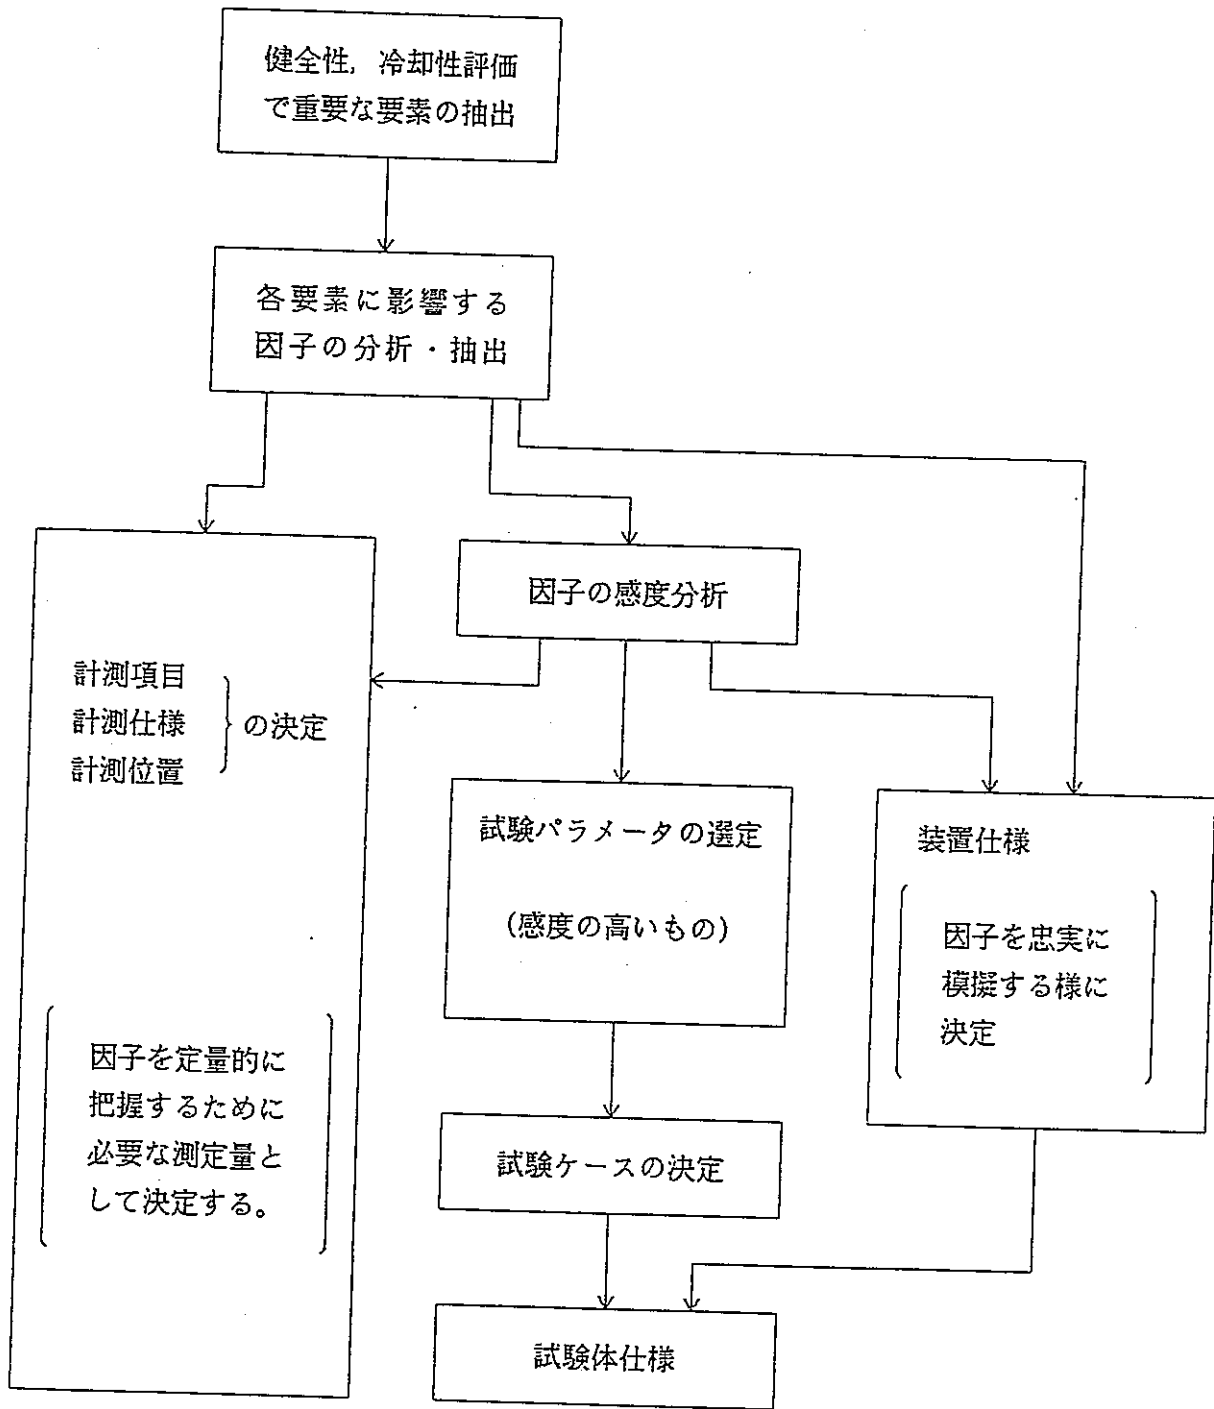 健全性，冷却性評価
で重要な要素の抽出
各要素に影響する
因子の分析・抽出
因子の感度分析
計測項目
計測仕様
計測位置
の決定
因子を定量的に
把握するために
必要な測定量と
して決定する。
試験パラメータの選定
(感度の高いもの)
装置仕様
因子を忠実に
模擬する様に
決定
試験ケースの決定
試験体仕様